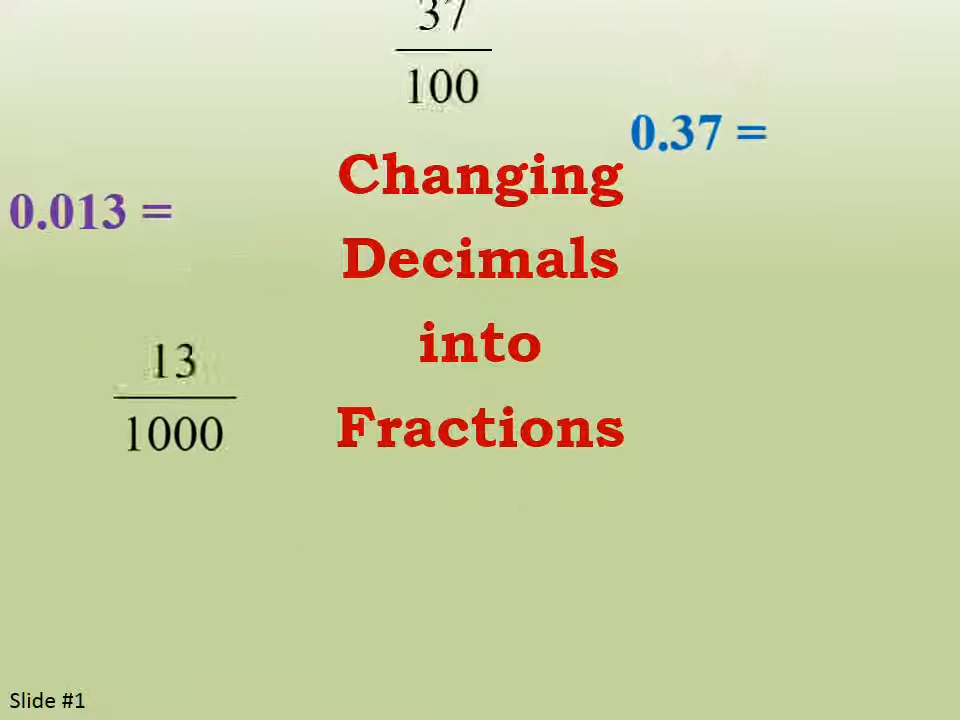 37
100
0.37 =
Changing
0.013 =
Decimals
into
13
1000
Fractions
Slide #1